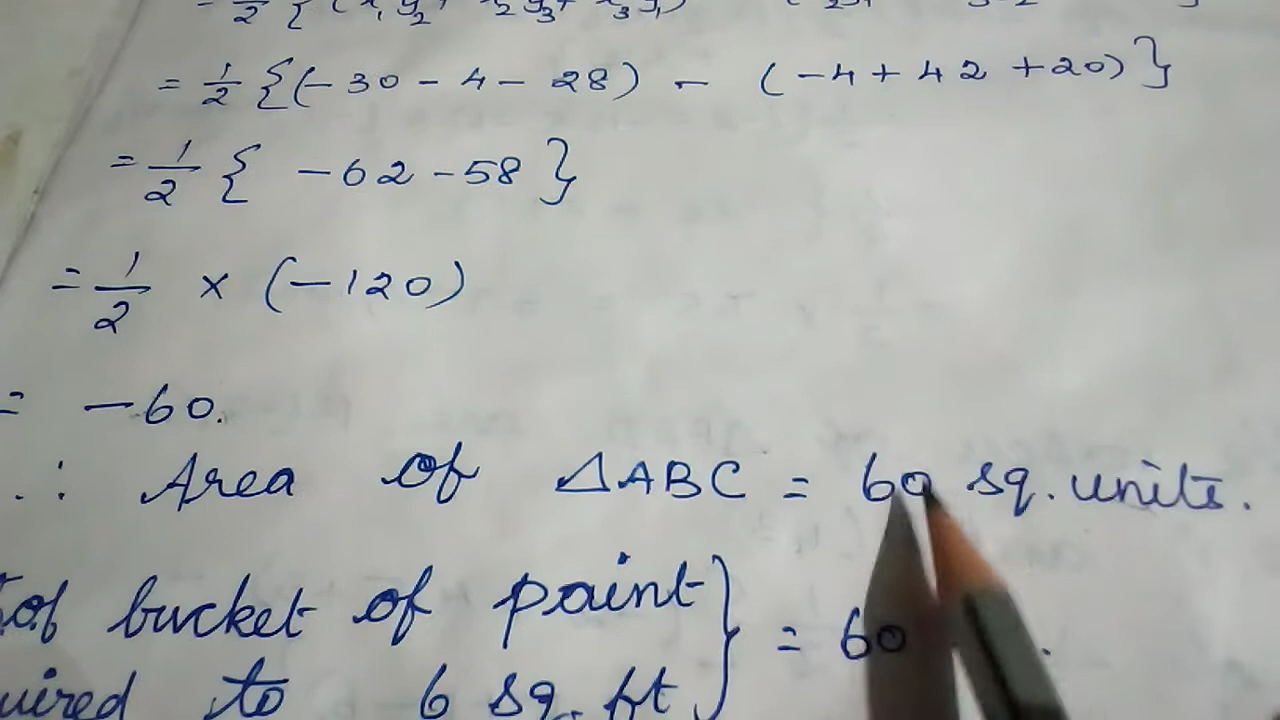 = 1/2 {(-30 - 4 - 28) - (-4 + 42 + 20)}
= 1/2 { -62 - 58 }
= 1/2 × (-120)
= -60.
∴ Area of ΔABC = 60 sq. units.
of bucket of paint } = 60
to 6 sq. ft